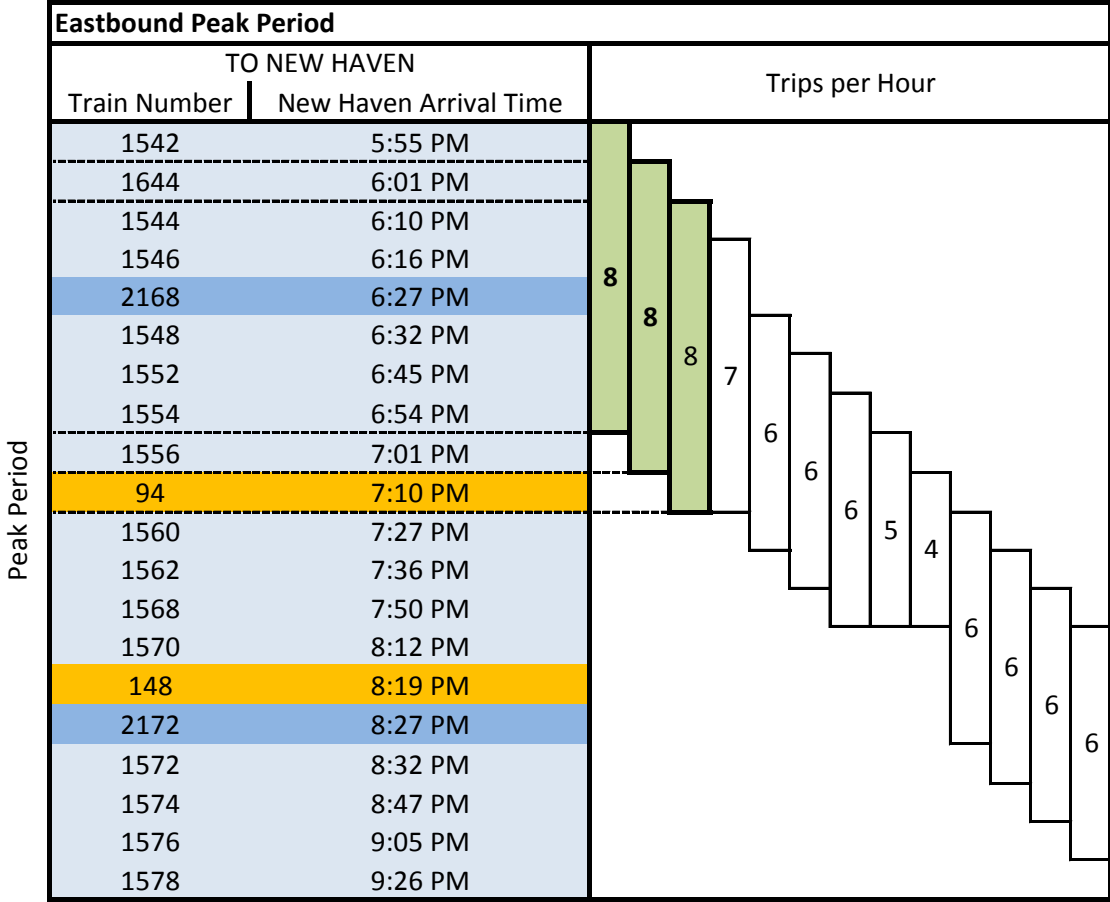 Eastbound Peak Period
TO NEW HAVEN
Trips per Hour
Train Number New Haven Arrival Time
1542 5:55 PM
1644 6:01 PM
1544 6:10 PM
1546 6:16 PM
2168 6:27 PM
8
1548 6:32 PM
8
1552 6:45 PM
8
7
1554 6:54 PM
6
1556 7:01 PM
6
94 7:10 PM
6
1560 7:27 PM
5
4
1562 7:36 PM
1568 7:50 PM
6
1570 8:12 PM
6
148 8:19 PM
6
2172 8:27 PM
6
1572 8:32 PM
1574 8:47 PM
1576 9:05 PM
1578 9:26 PM
Peak Period